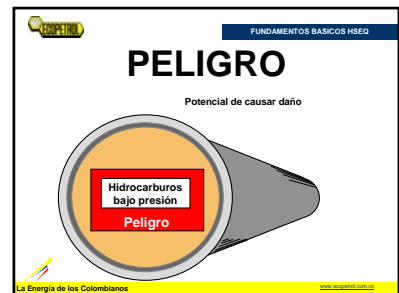 ECOPETROL
FUNDAMENTOS BASICOS HSEQ
PELIGRO
Potencial de causar daño
Hidrocarburos
bajo presión
Peligro
La Energía de los Colombianos
www.ecopetrol.com.co